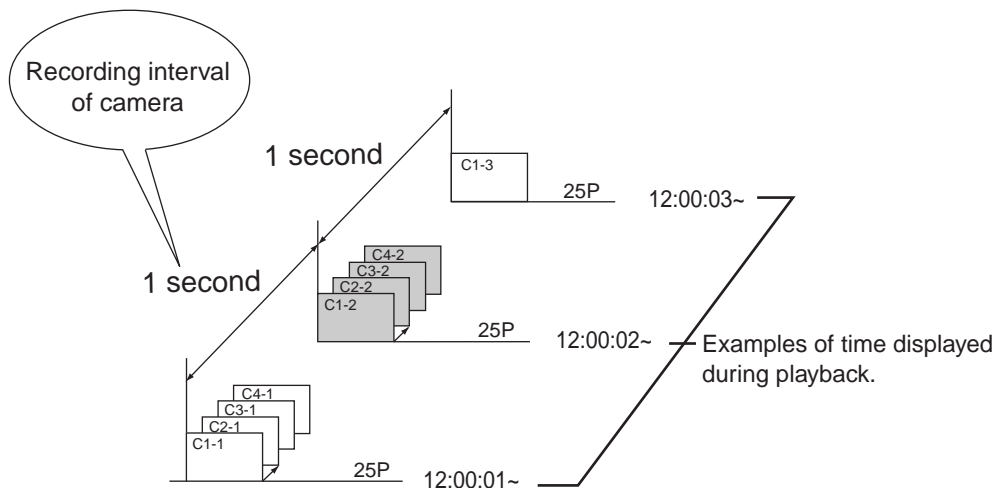 Recording interval
of camera
1 second
C1-3
25P
12:00:03~
1 second
C4-2
C3-2
C2-2
C1-2
25P
12:00:02~
Examples of time displayed
during playback.
C4-1
C3-1
C2-1
C1-1
25P
12:00:01~